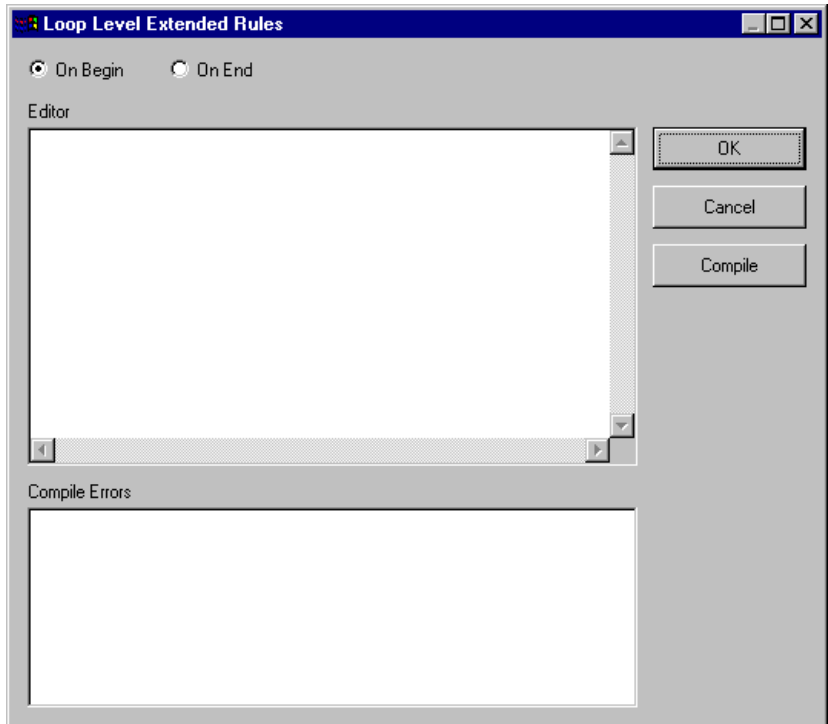 Loop Level Extended Rules
On Begin On End
Editor
OK
Cancel
Compile
Compile Errors